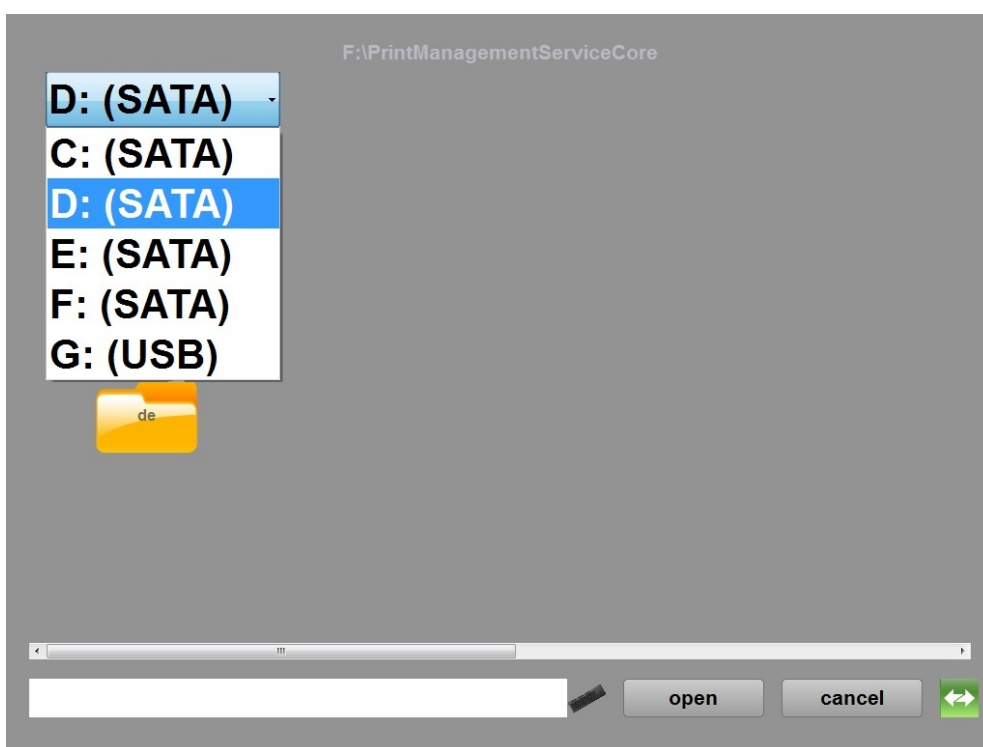 F:\PrintManagementServiceCore
D: (SATA)
C: (SATA)
D: (SATA)
E: (SATA)
F: (SATA)
G: (USB)
de
open
cancel